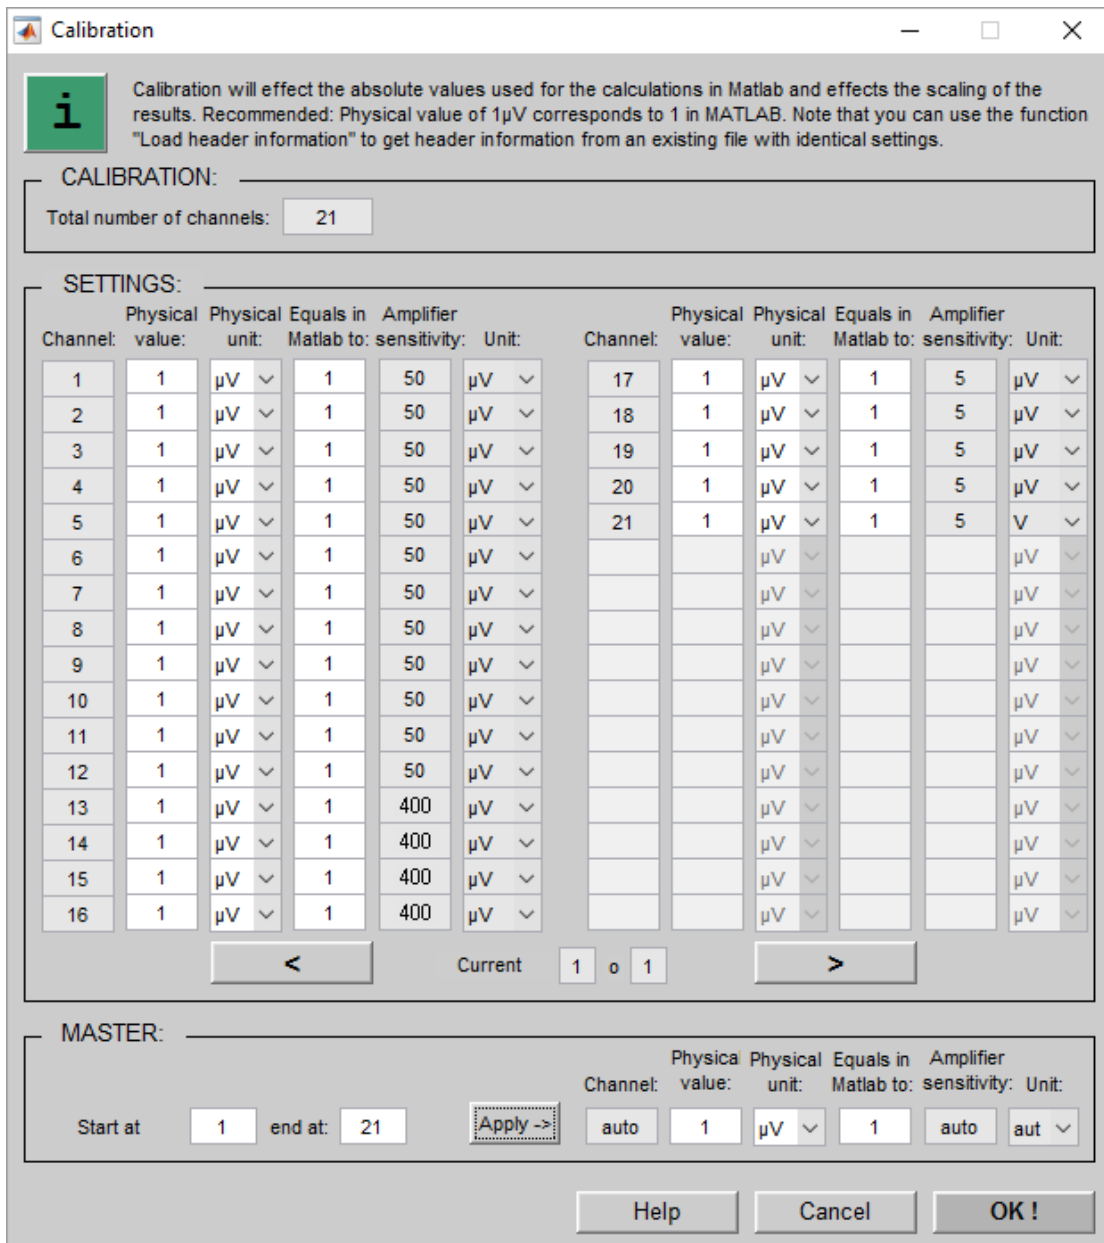 Calibration
i
Calibration will effect the absolute values used for the calculations in Matlab and effects the scaling of the
results. Recommended: Physical value of 1µV corresponds to 1 in MATLAB. Note that you can use the function
"Load header information" to get header information from an existing file with identical settings.
CALIBRATION:
Total number of channels: 21
SETTINGS:
Physical Physical Equals in Amplifier Physical Physical Equals in Amplifier
Channel: value: unit: Matlab to: sensitivity: Unit: Channel: value: unit: Matlab to: sensitivity: Unit:
1 1 µV 1 50 µV 17 1 µV 1 5 µV
2 1 µV 1 50 µV 18 1 µV 1 5 µV
3 1 µV 1 50 µV 19 1 µV 1 5 µV
4 1 µV 1 50 µV 20 1 µV 1 5 µV
5 1 µV 1 50 µV 21 1 µV 1 5 V
6 1 µV 1 50 µV µV µV
7 1 µV 1 50 µV µV µV
8 1 µV 1 50 µV µV µV
9 1 µV 1 50 µV µV µV
10 1 µV 1 50 µV µV µV
11 1 µV 1 50 µV µV µV
12 1 µV 1 50 µV µV µV
13 1 µV 1 400 µV µV µV
14 1 µV 1 400 µV µV µV
15 1 µV 1 400 µV µV µV
16 1 µV 1 400 µV µV µV
< Current 1 o 1 >
MASTER:
Physical Physical Equals in Amplifier
Channel: value: unit: Matlab to: sensitivity: Unit:
Start at 1 end at: 21 Apply -> auto 1 µV 1 auto aut
Help Cancel OK !